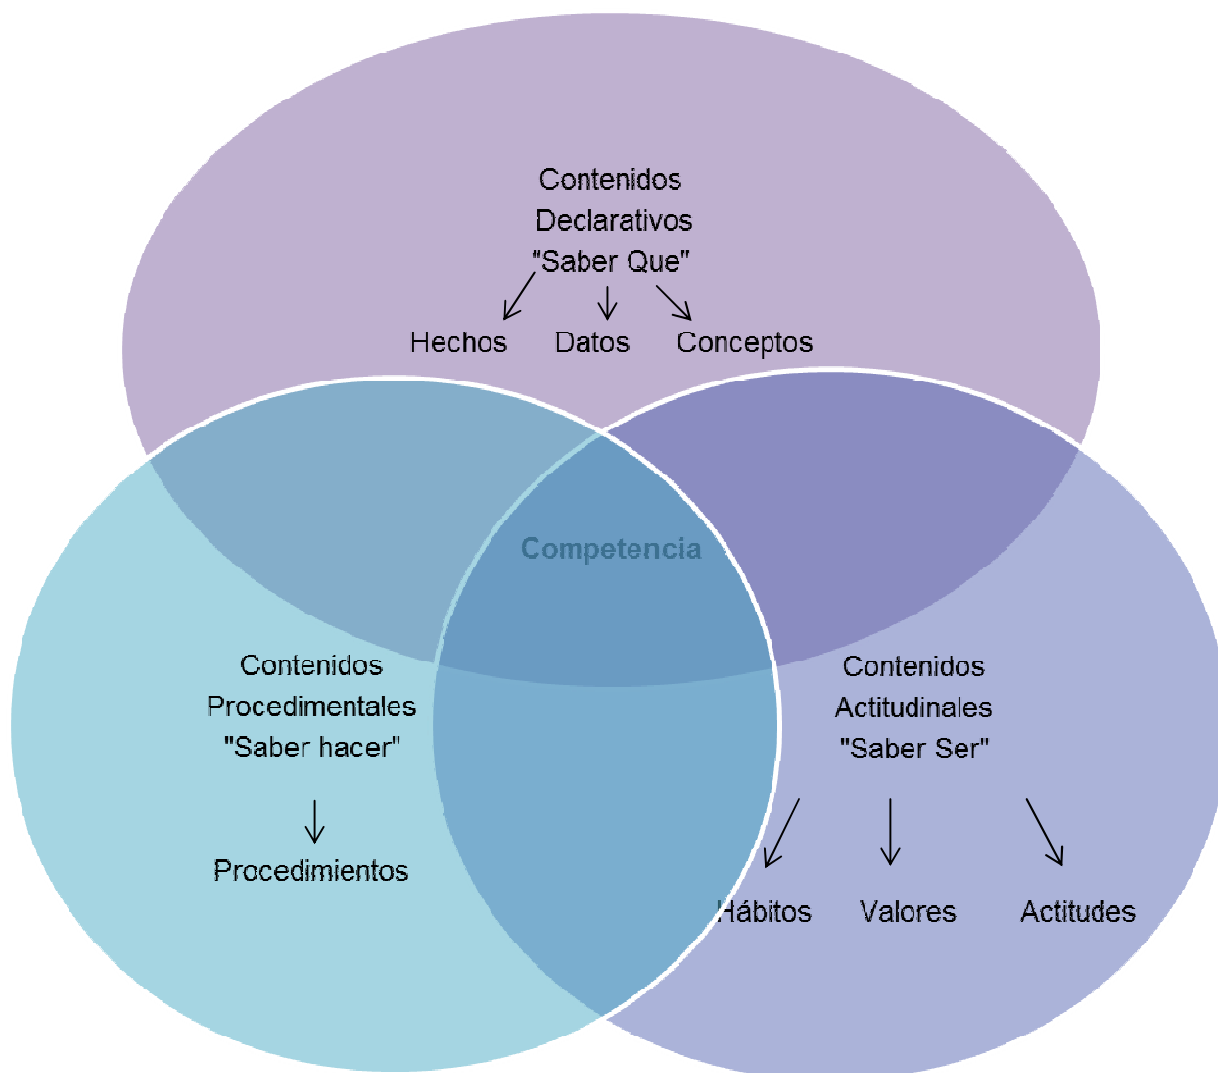 Contenidos
Declarativos
"Saber Que"
Hechos Datos Conceptos
Competencia
Contenidos
Procedimentales
"Saber hacer"
Procedimientos
Contenidos
Actitudinales
"Saber Ser"
Hábitos Valores Actitudes